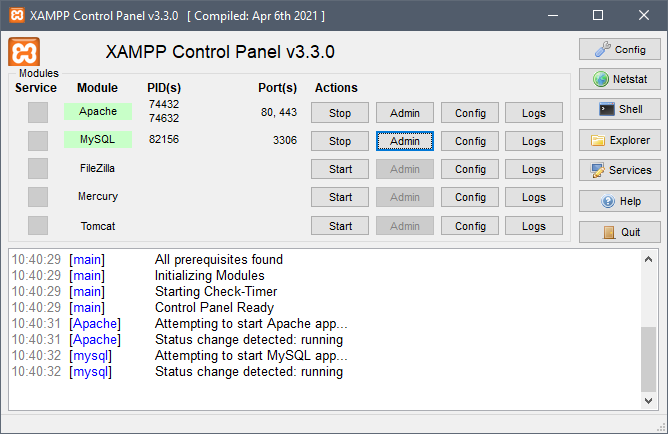 XAMPP Control Panel v3.3.0 [ Compiled: Apr 6th 2021 ]
XAMPP Control Panel v3.3.0
Config
Modules
Service Module PID(s) Port(s) Actions
Netstat
Apache 74432 74632 80, 443 Stop Admin Config Logs
Shell
MySQL 82156 3306 Stop Admin Config Logs
Explorer
FileZilla Start Admin Config Logs
Services
Mercury Start Admin Config Logs
Help
Tomcat Start Admin Config Logs
Quit
10:40:29 [main] All prerequisites found
10:40:29 [main] Initializing Modules
10:40:29 [main] Starting Check-Timer
10:40:29 [main] Control Panel Ready
10:40:31 [Apache] Attempting to start Apache app...
10:40:31 [Apache] Status change detected: running
10:40:32 [mysql] Attempting to start MySQL app...
10:40:32 [mysql] Status change detected: running